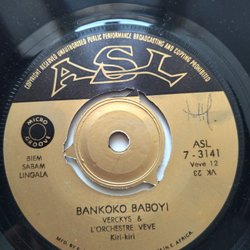 COPYRIGHT RESERVED UNAUTHORISED PUBLIC PERFORMANCE BROADCASTING AND COPYING PROHIBITED
ASL
MICRO
GROOVE
BIEM
SABAM
LINGALA
ASL
7 - 3141
Veve 12
VK 23
BANKOKO BABOYI
VERCKYS &
L'ORCHESTRE VEVE
Kiri-kiri